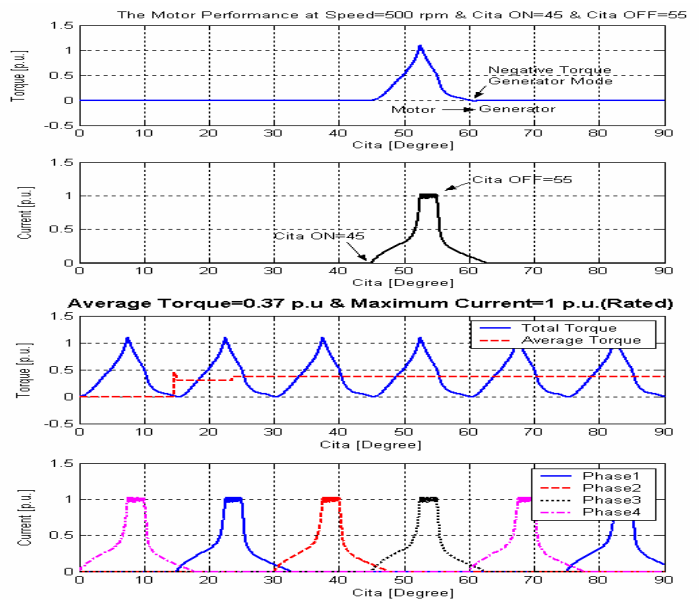 The Motor Performance at Speed=500 rpm & Cita ON=45 & Cita OFF=55
1.5
1
0.5
0
-0.5
Torque [p.u.]
Negative Torque
Generator Mode
Motor
Generator
0 10 20 30 40 50 60 70 80 90
Cita [Degree]
1.5
1
0.5
0
Current [p.u.]
Cita OFF=55
Cita ON=45
0 10 20 30 40 50 60 70 80 90
Cita [Degree]
Average Torque=0.37 p.u & Maximum Current=1 p.u.(Rated)
1.5
1
0.5
0
-0.5
Torque [p.u.]
Total Torque
Average Torque
0 10 20 30 40 50 60 70 80 90
Cita [Degree]
1.5
1
0.5
0
Current [p.u.]
Phase1
Phase2
Phase3
Phase4
0 10 20 30 40 50 60 70 80 90
Cita [Degree]